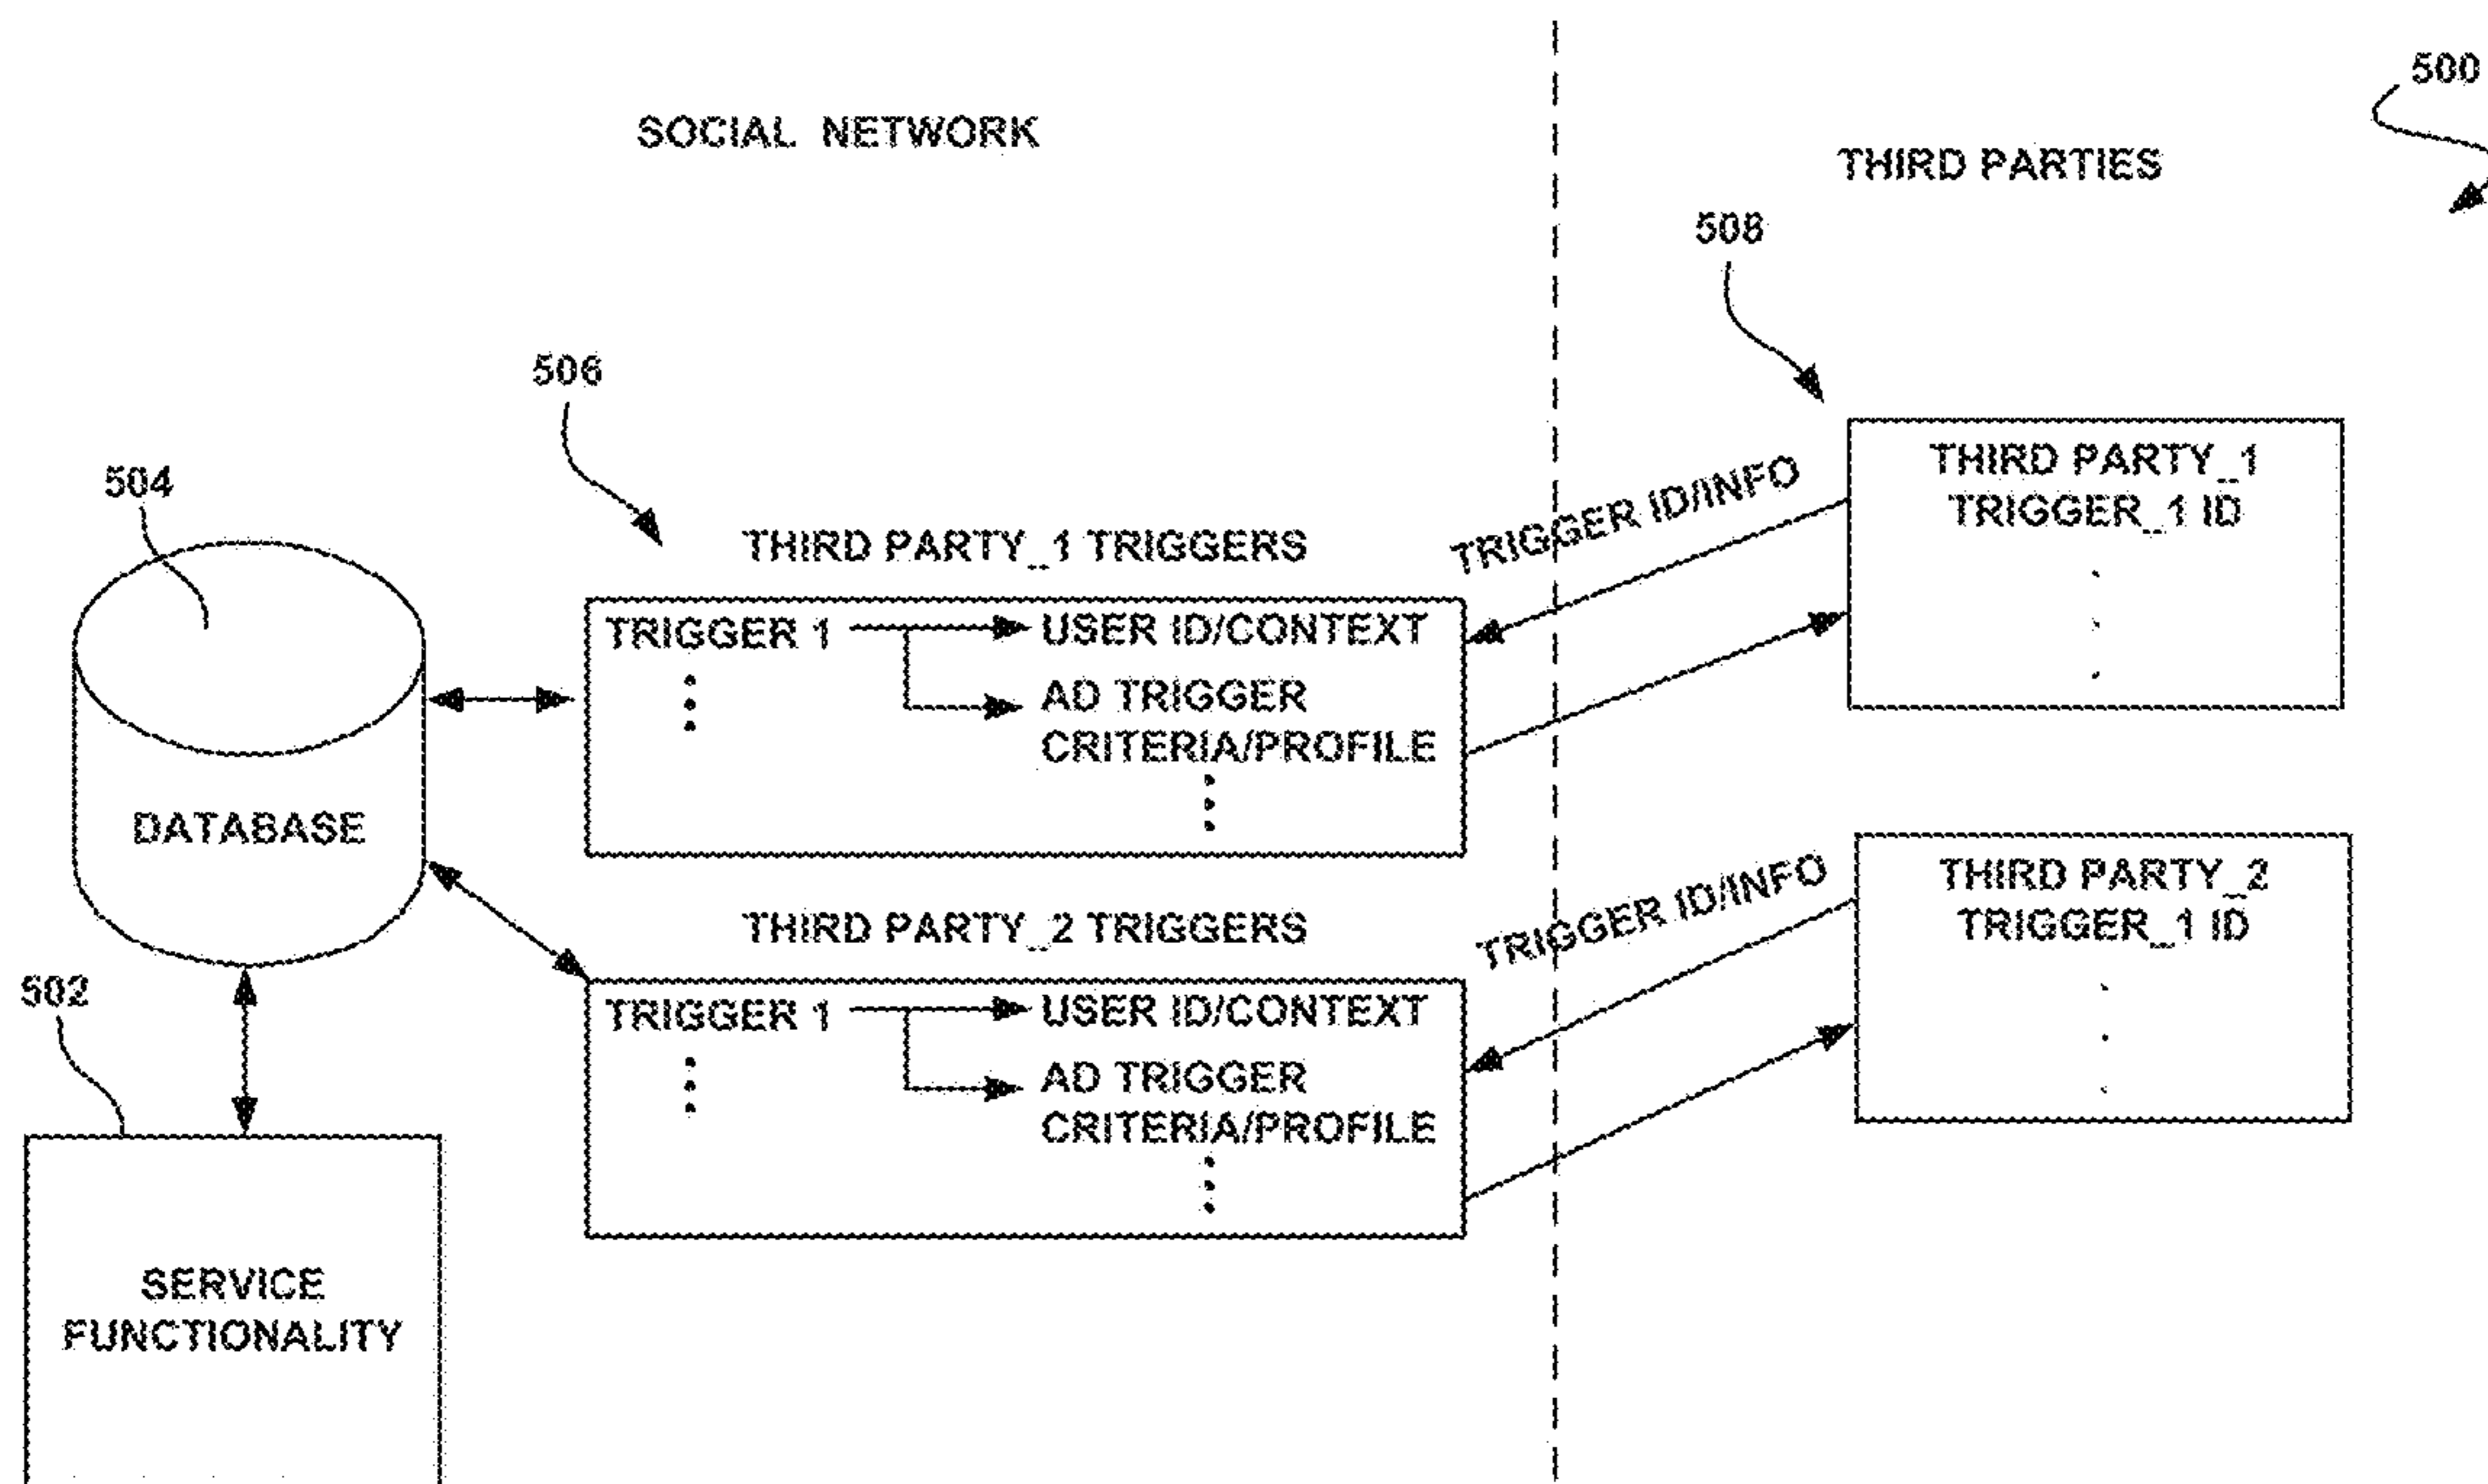 500
SOCIAL NETWORK
THIRD PARTIES
508
506
504
THIRD PARTY_1
TRIGGER_1 ID
TRIGGER ID/INFO
THIRD PARTY_1 TRIGGERS
TRIGGER 1
USER ID/CONTEXT
AD TRIGGER
CRITERIA/PROFILE
DATABASE
THIRD PARTY_2
TRIGGER_1 ID
TRIGGER ID/INFO
THIRD PARTY_2 TRIGGERS
502
TRIGGER 1
USER ID/CONTEXT
AD TRIGGER
CRITERIA/PROFILE
SERVICE
FUNCTIONALITY